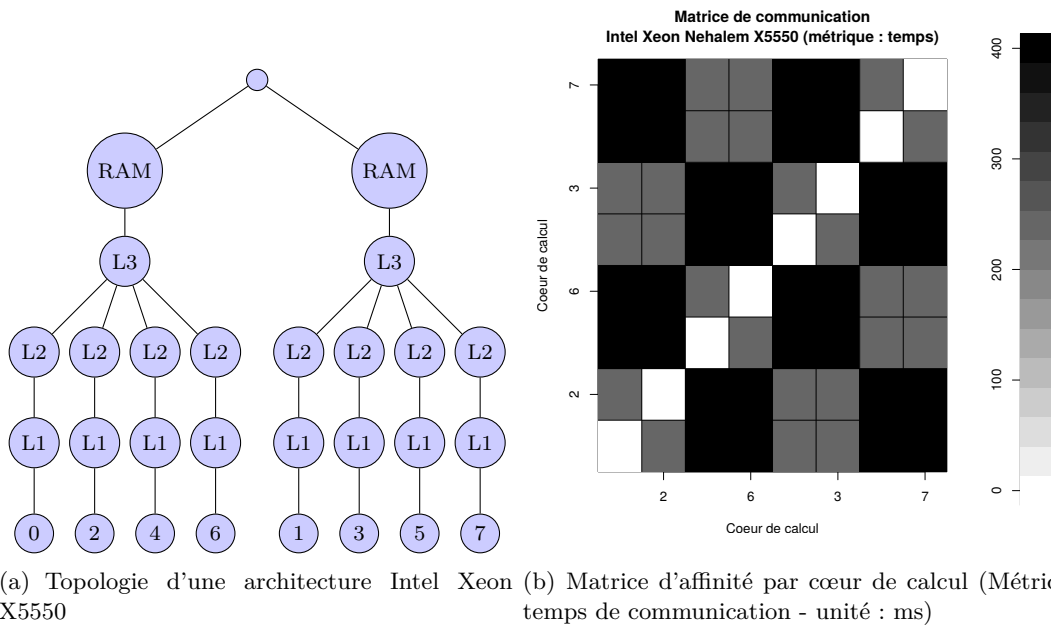 RAM RAM
L3 L3
L2 L2 L2 L2 L2 L2 L2 L2
L1 L1 L1 L1 L1 L1 L1 L1
0 2 4 6 1 3 5 7
(a) Topologie d'une architecture Intel Xeon
X5550
Matrice de communication
Intel Xeon Nehalem X5550 (métrique : temps)
Coeur de calcul
7
3
6
2
2 6 3 7
Coeur de calcul
400
300
200
100
0
(b) Matrice d'affinité par cœur de calcul (Métric
temps de communication - unité : ms)